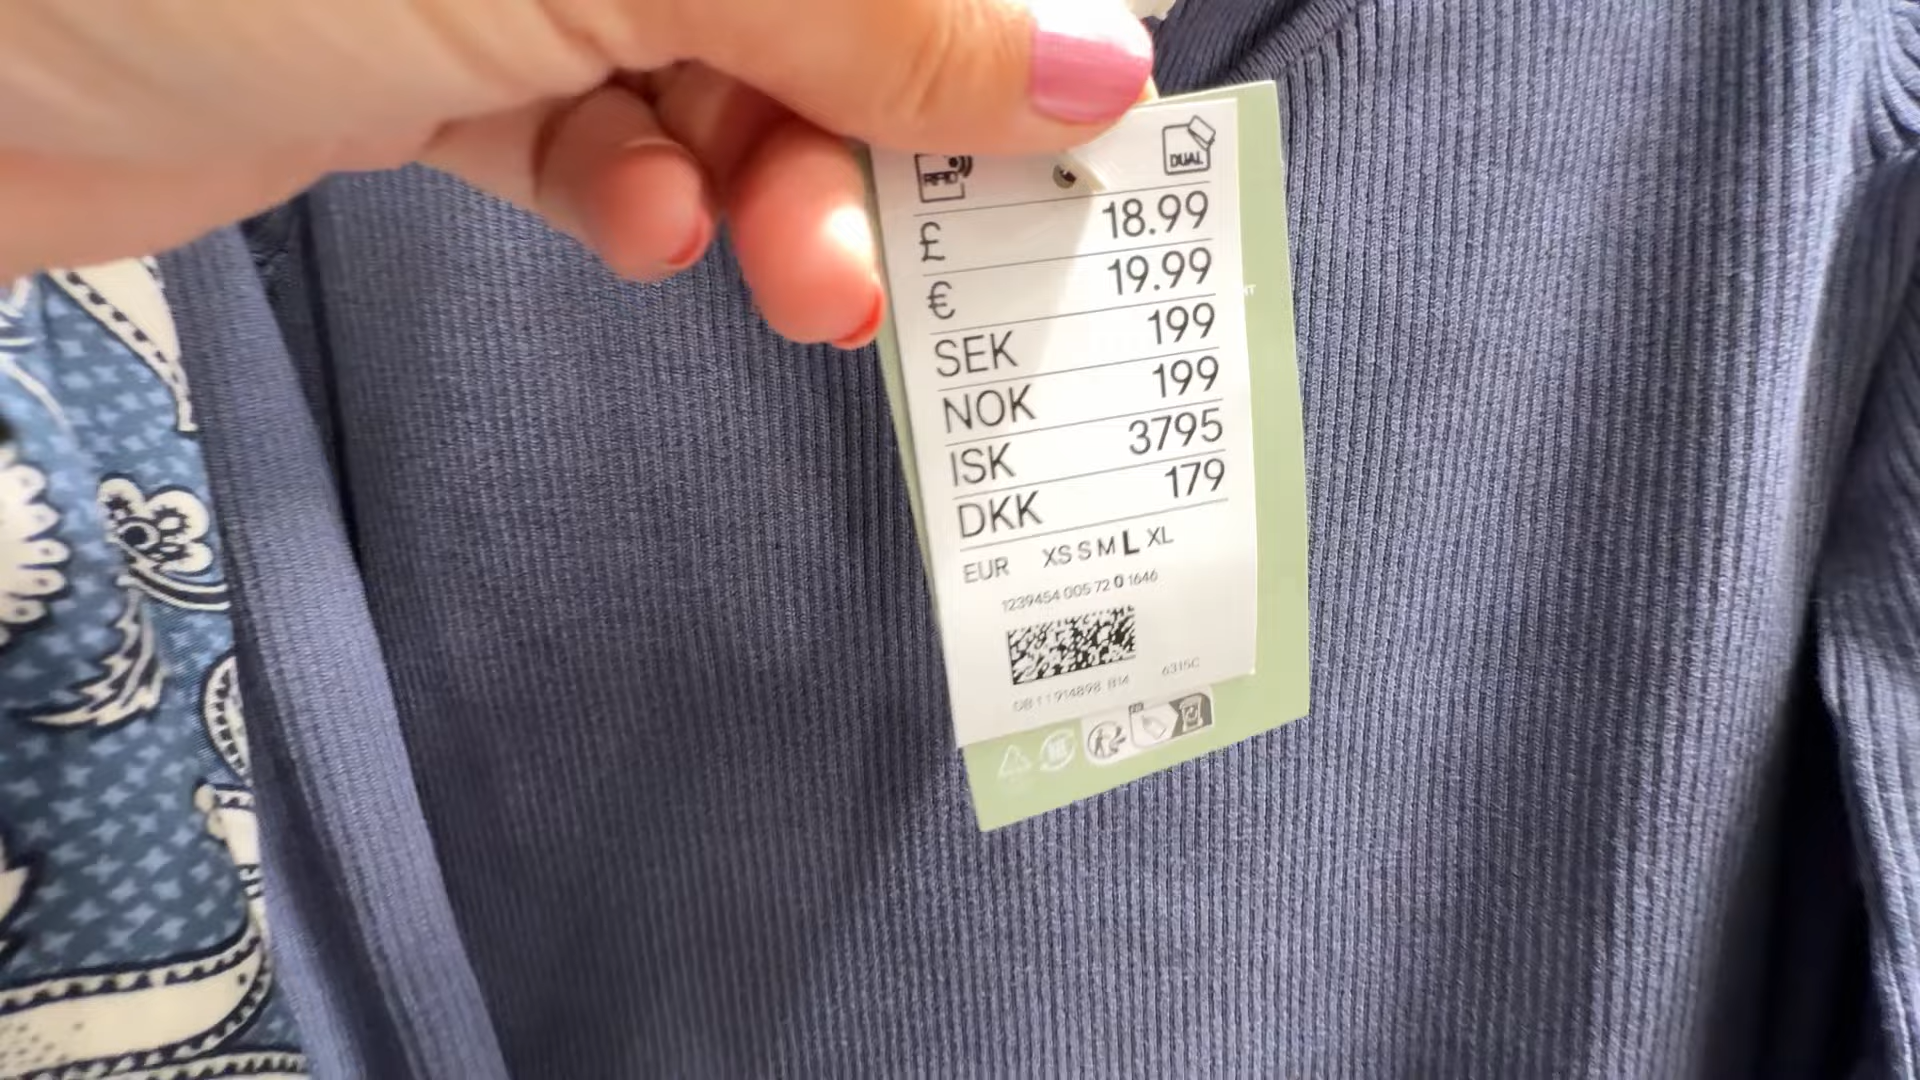 RFID
DUAL
£ 18.99
€ 19.99
SEK 199
NOK 199
ISK 3795
DKK 179
EUR XS S M L XL
1239454 005 72 0 1646
6315C